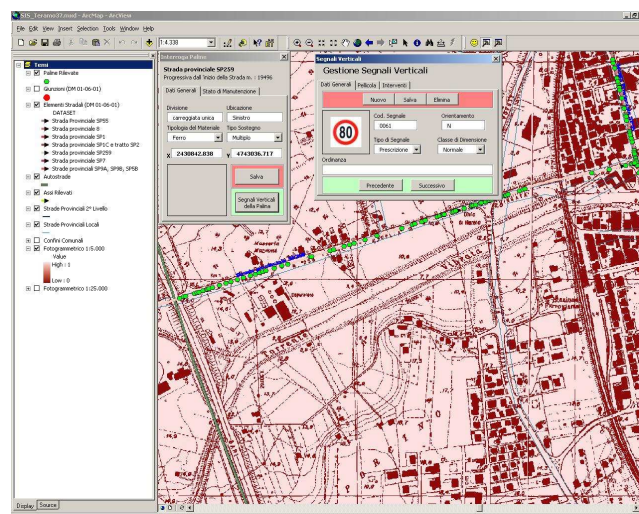 SIS_Teramo37.mxd - ArcMap - ArcView
File Edit View Insert Selection Tools Window Help
1:4.338
Temi
Paline Rilevate
Giunzioni (DM 01-06-01)
Elementi Stradali (DM 01-06-01)
DATASET
Strada Provinciale SP55
Strada provinciale 8
Strada provinciale SP1
Strada provinciale SP1C e tratto SP2
Strada provinciale SP259
Strada provinciale SP7
Strada provinciale SP9A, SP9B, SP5B
Autostrade
Assi Rilevati
Strade Provinciali 2° Livello
Strade Provinciali Locali
Confini Comunali
Fotogrammetrico 1:5.000
Value
High : 1
Low : 0
Fotogrammetrico 1:25.000
Display Source
Interroga Palina
Strada provinciale SP259
Progressiva dall'inizio della Strada m. : 19496
Dati Generali Stato di Manutenzione
Divisione Ubicazione
carreggiata unica Sinistro
Tipologia del Materiale Tipo Sostegno
Ferro Multiplo
X 2430842.838 Y 4743036.717
Salva
Segnali Verticali
della Palina
Segnali Verticali
Gestione Segnali Verticali
Dati Generali Pellicola Interventi
Nuovo Salva Elimina
80
Cod. Segnale Orientamento
0061 N
Tipo di Segnale Classe di Dimensione
Prescrizione Normale
Ordinanza
Precedente Successivo